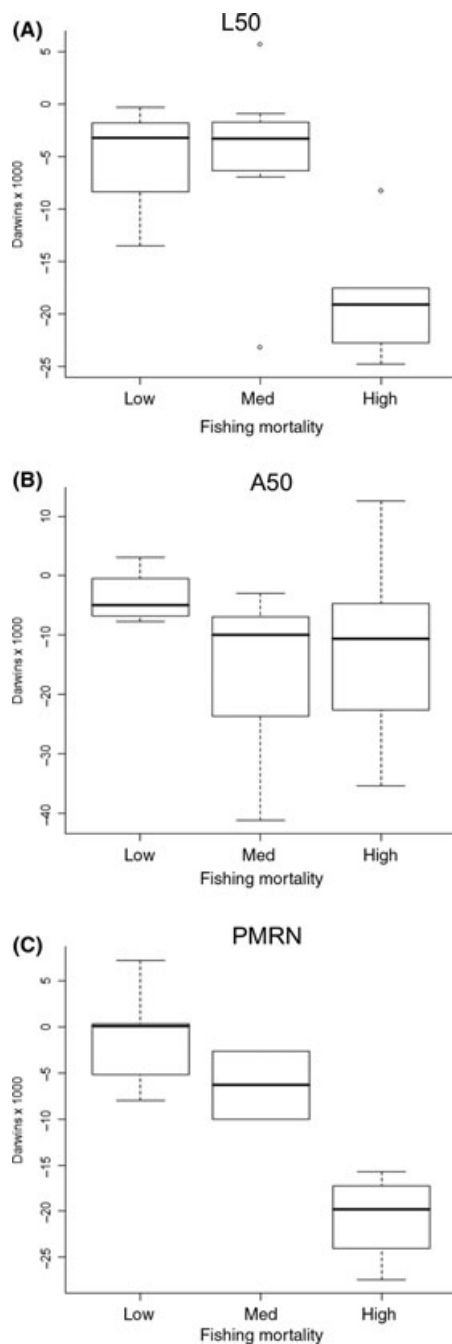 (A) L50
5
0
−5
−10
−15
−20
−25
Darwins x 1000
Low Med High
Fishing mortality
(B) A50
10
0
−10
−20
−30
−40
Darwins x 1000
Low Med High
Fishing mortality
(C) PMRN
5
0
−5
−10
−15
−20
−25
Darwins x 1000
Low Med High
Fishing mortality